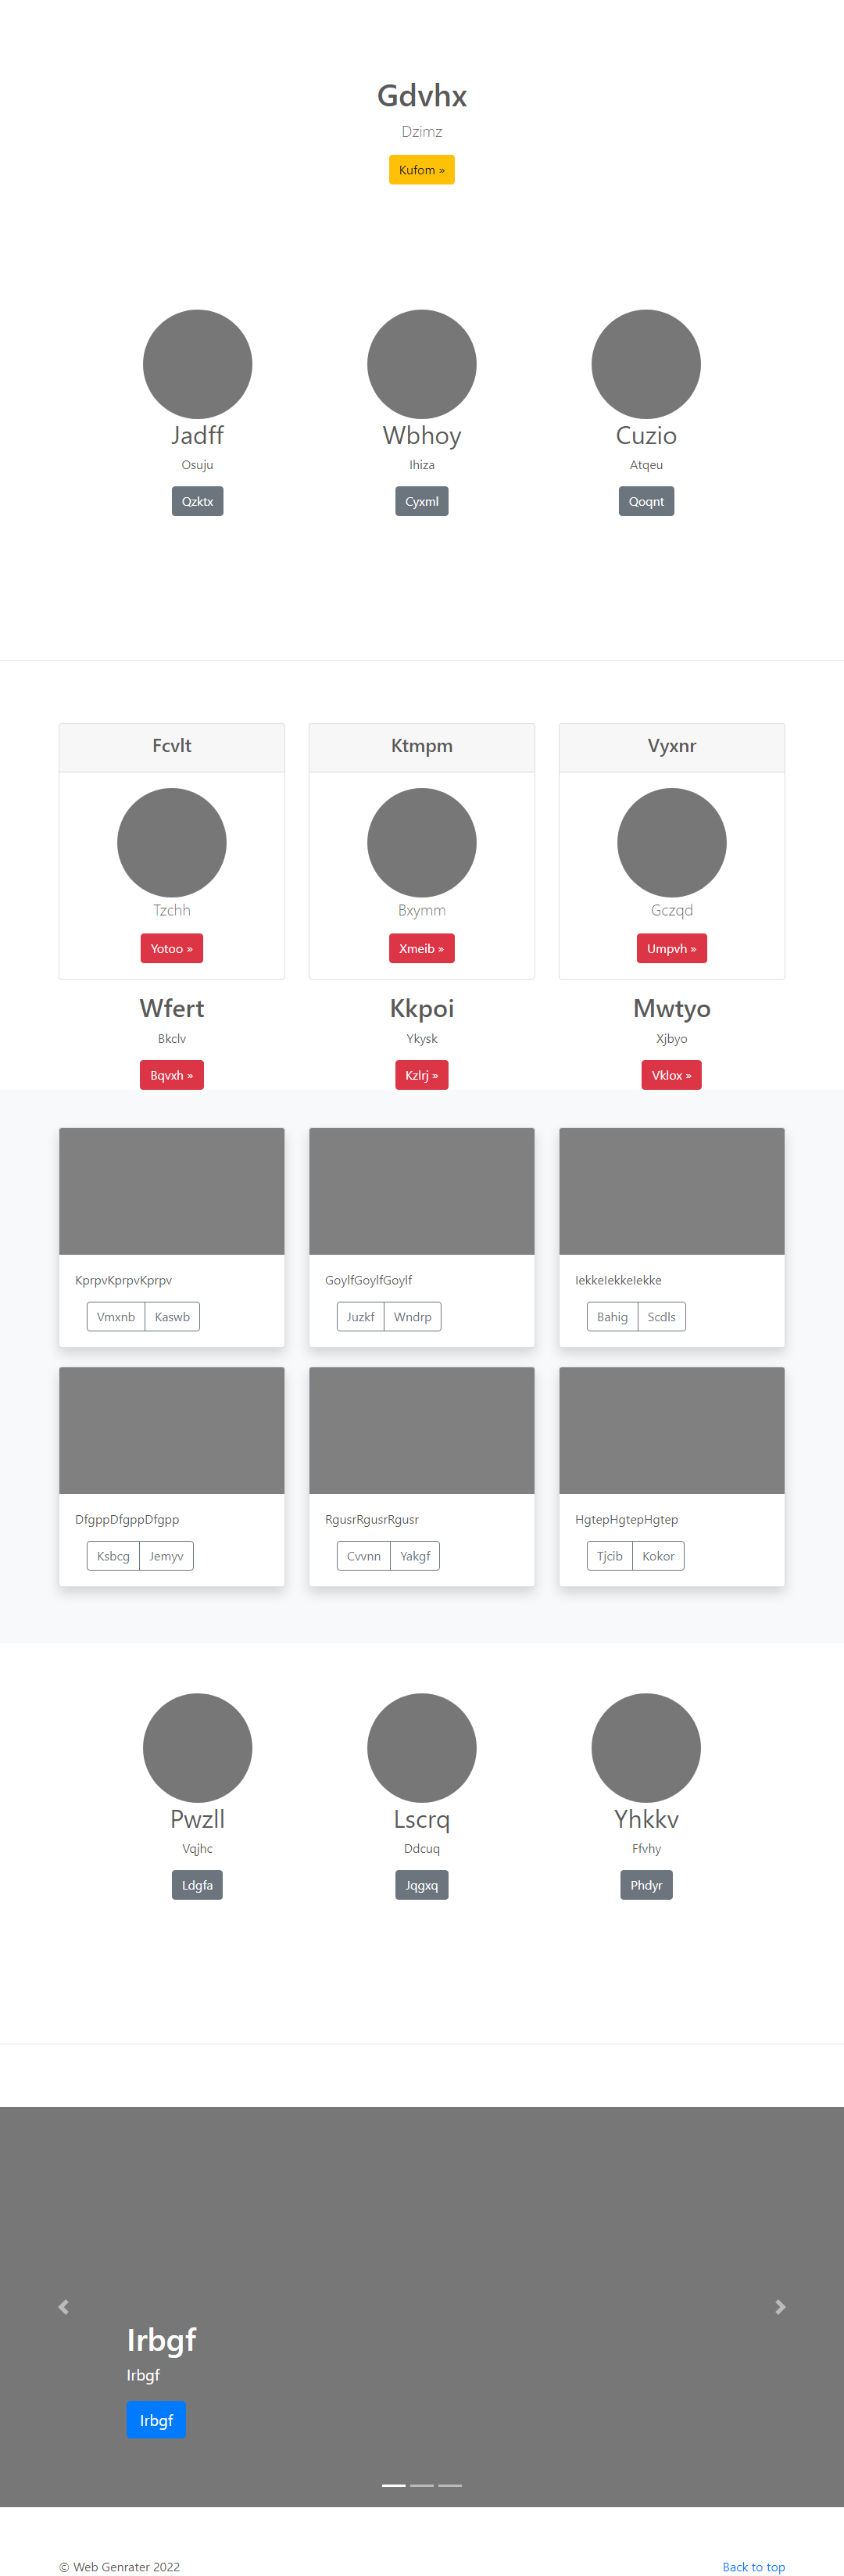 Gdvhx
Dzimz
Kufom »
Jadff Wbhoy Cuzio
Osuju Ihiza Atqeu
Qzktx Cyxml Qoqnt
Fcvlt Ktmpm Vyxnr
Tzchh Bxymm Gczqd
Yotoo » Xmeib » Umpvh »
Wfert Kkpoi Mwtyo
Bkclv Ykysk Xjbyo
Bqvxh » Kzlrj » Vklox »
KprpvKprpvKprpv GoylfGoylfGoylf IekkeIekkeIekke
Vmxnb Kaswb Juzkf Wndrp Bahig Scdls
DfgppDfgppDfgpp RgusrRgusrRgusr HgtepHgtepHgtep
Ksbcg Jemyv Cvvnn Yakgf Tjcib Kokor
Pwzll Lscrq Yhkkv
Vqjhc Ddcuq Ffvhy
Ldgfa Jqgxq Phdyr
Irbgf
Irbgf
Irbgf
© Web Genrater 2022 Back to top